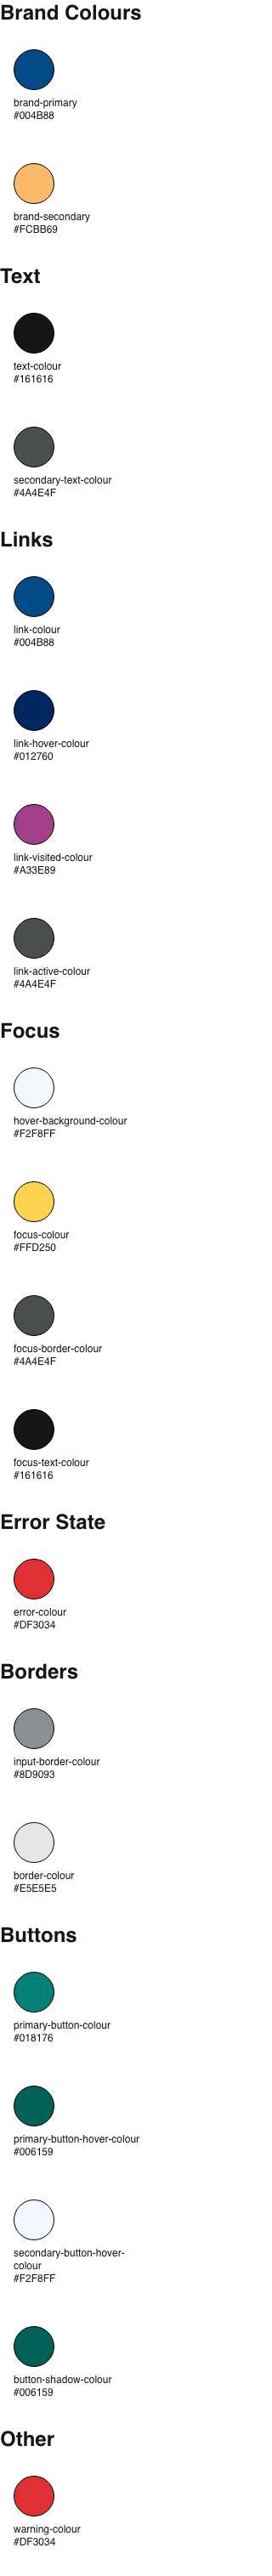 Brand Colours
brand-primary
#004B88
brand-secondary
#FCBB69
Text
text-colour
#161616
secondary-text-colour
#4A4E4F
Links
link-colour
#004B88
link-hover-colour
#012760
link-visited-colour
#A33E89
link-active-colour
#4A4E4F
Focus
hover-background-colour
#F2F8FF
focus-colour
#FFD250
focus-border-colour
#4A4E4F
focus-text-colour
#161616
Error State
error-colour
#DF3034
Borders
input-border-colour
#8D9093
border-colour
#E5E5E5
Buttons
primary-button-colour
#018176
primary-button-hover-colour
#006159
secondary-button-hover-
colour
#F2F8FF
button-shadow-colour
#006159
Other
warning-colour
#DF3034